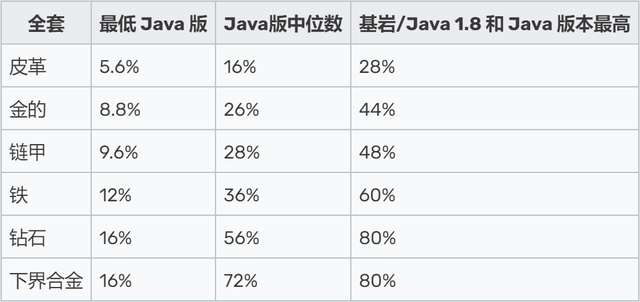 全套 最低 Java 版 Java版中位数 基岩/Java 1.8 和 Java 版本最高
皮革 5.6% 16% 28%
金的 8.8% 26% 44%
链甲 9.6% 28% 48%
铁 12% 36% 60%
钻石 16% 56% 80%
下界合金 16% 72% 80%